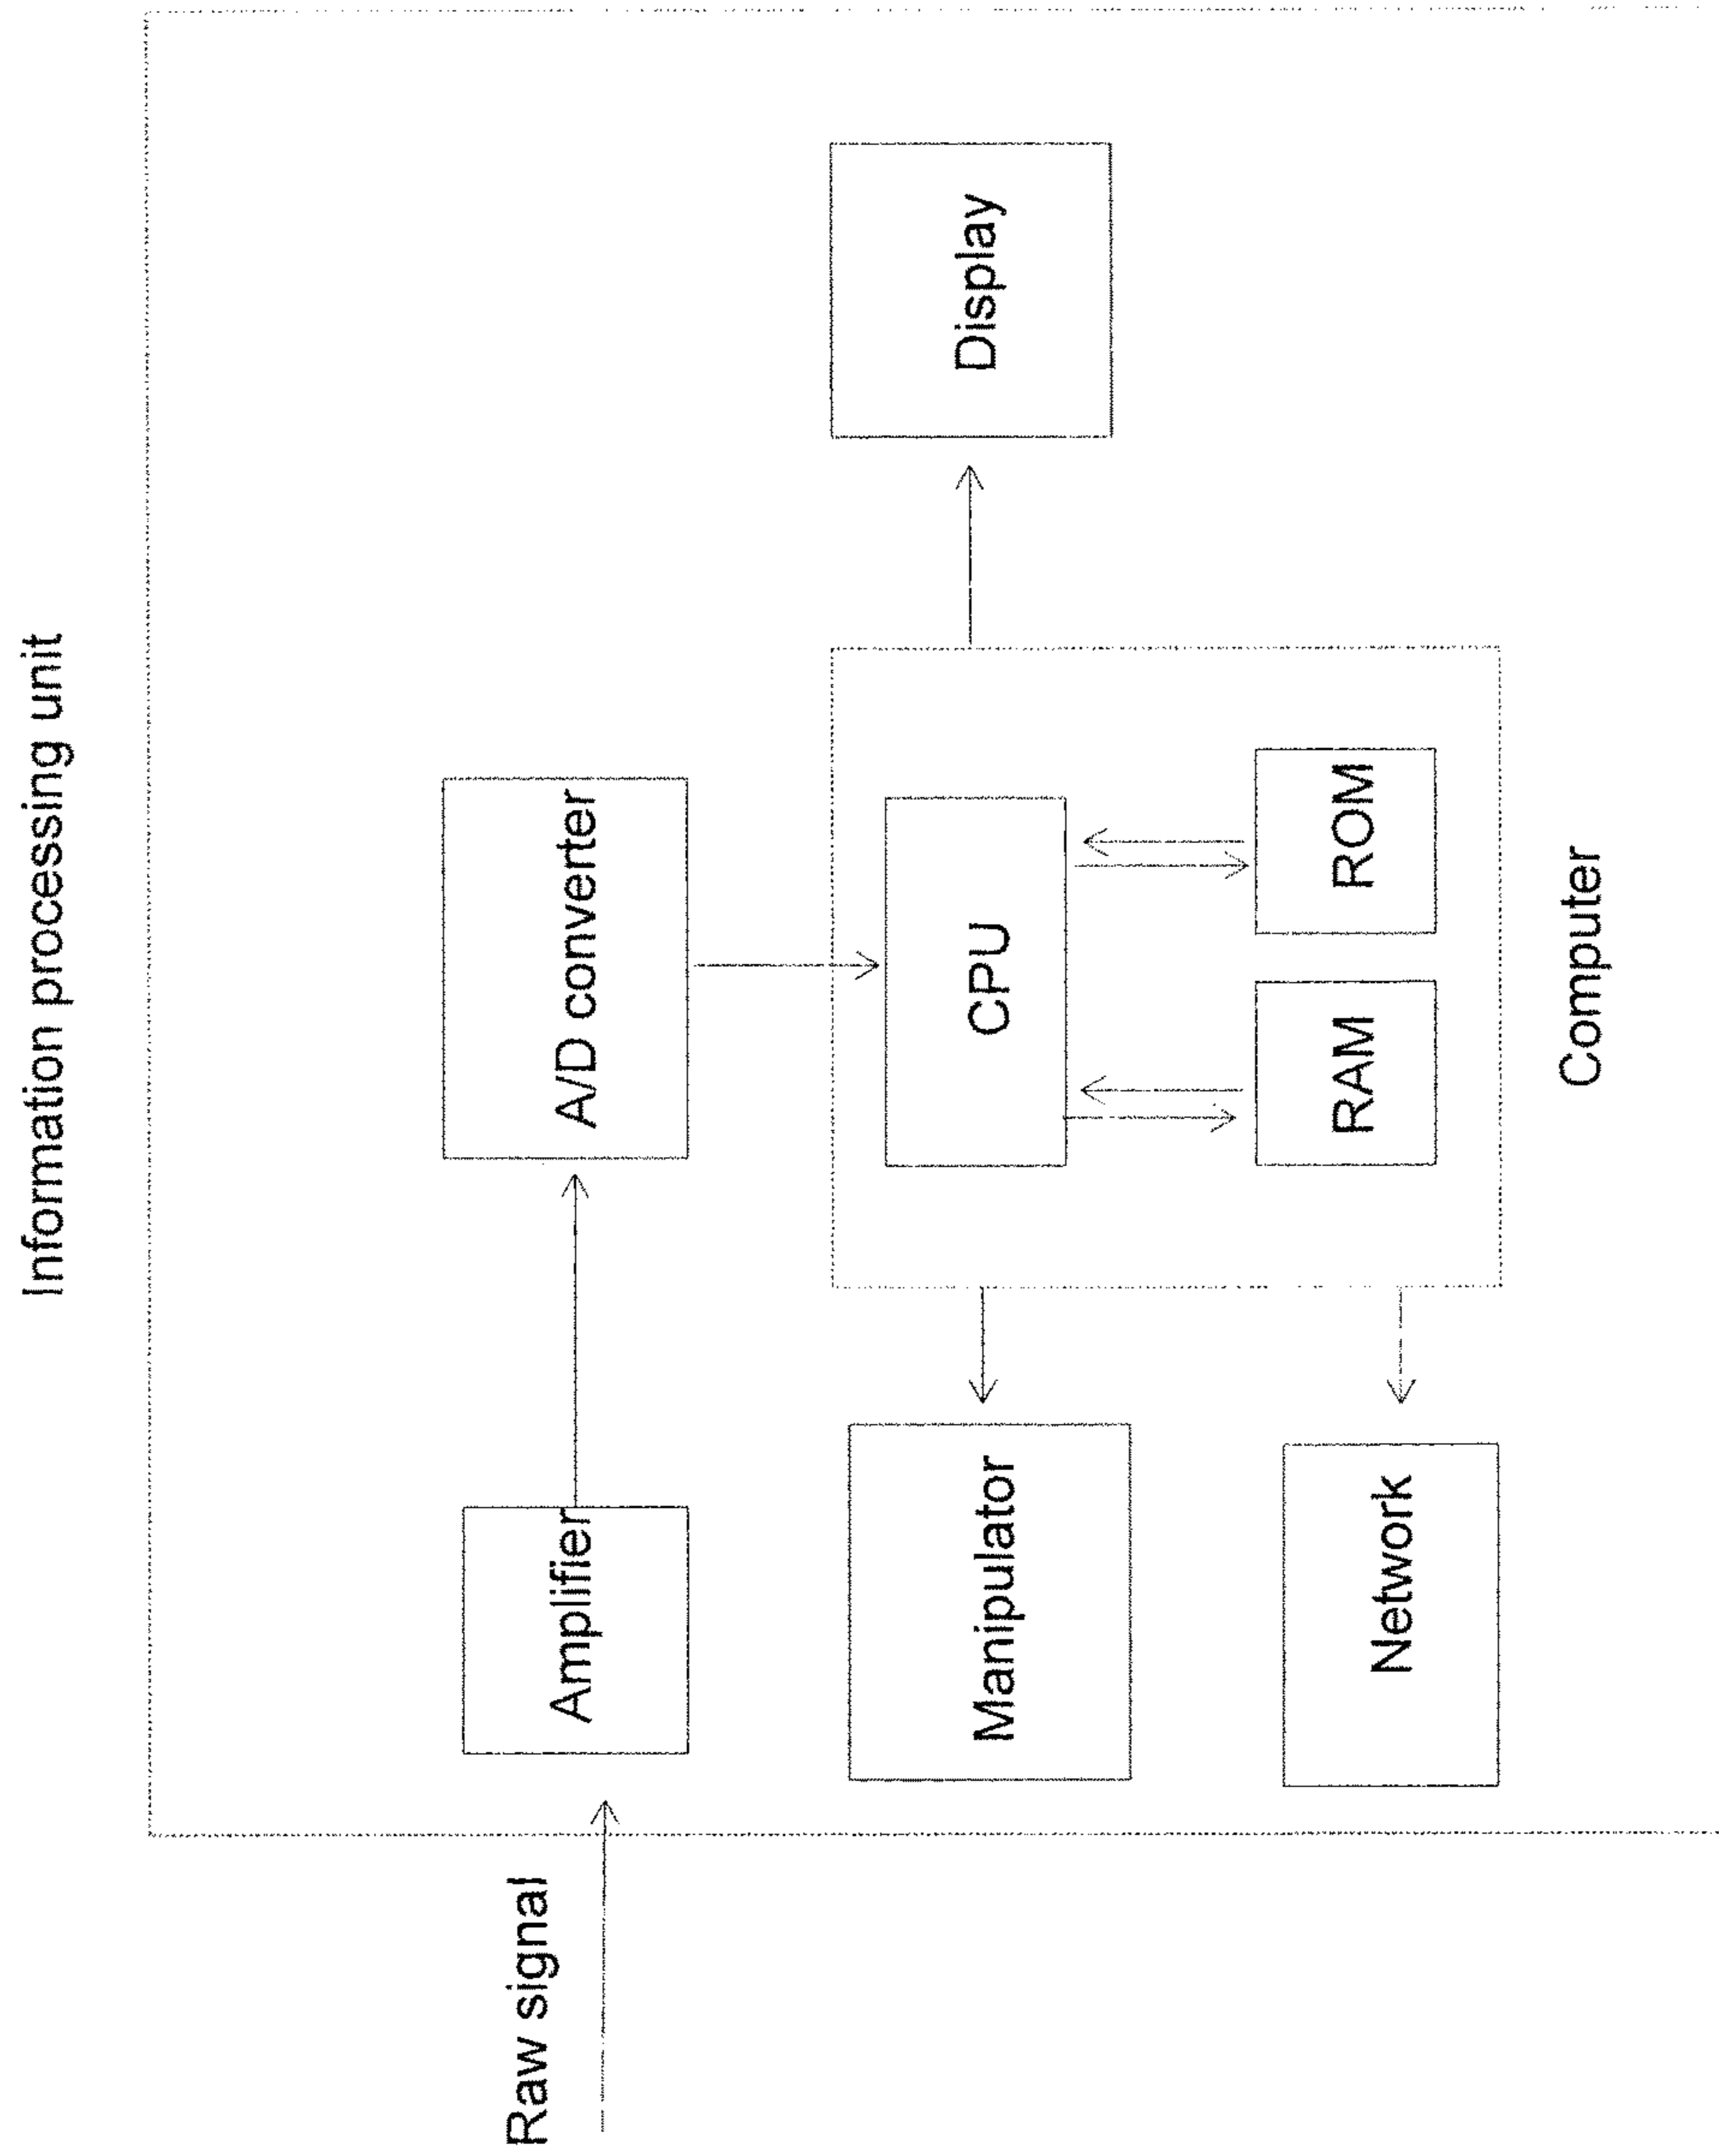 Information processing unit
Raw signal
Amplifier
A/D converter
Manipulator
CPU
Display
Network
RAM
ROM
Computer